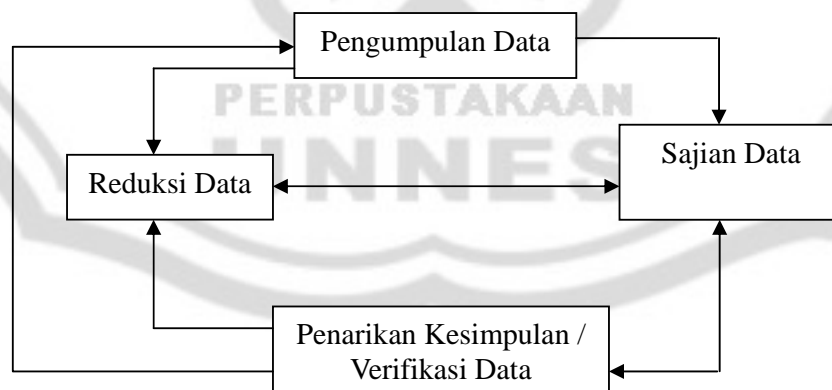 Pengumpulan Data
PERPUSTAKAAN
UNNES
Sajian Data
Reduksi Data
Penarikan Kesimpulan /
Verifikasi Data